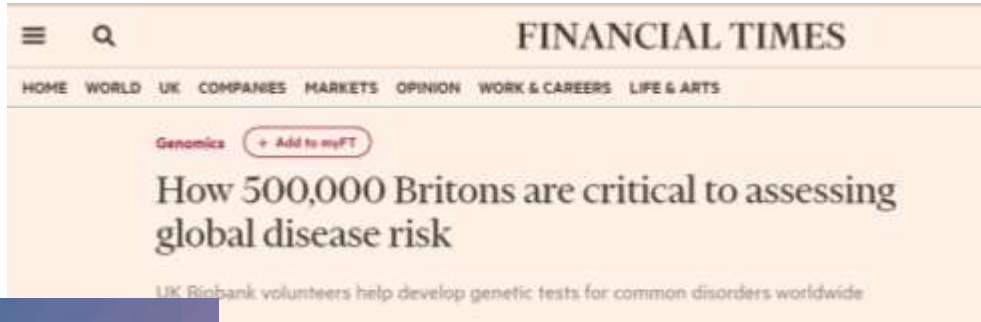 FINANCIAL TIMES
HOME WORLD UK COMPANIES MARKETS OPINION WORK & CAREERS LIFE & ARTS
Genomics + Add to myFT
How 500,000 Britons are critical to assessing
global disease risk
UK Biobank volunteers help develop genetic tests for common disorders worldwide